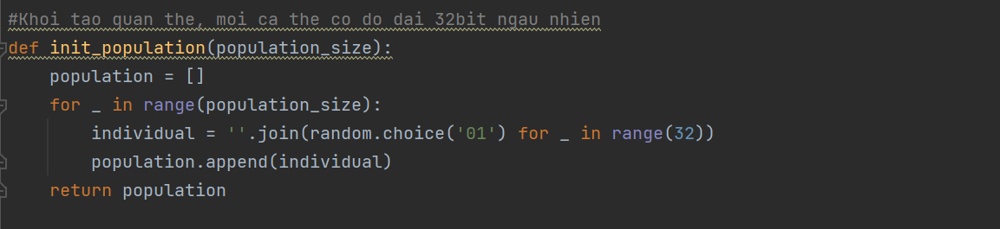 #Khoi tao quan the, moi ca the co do dai 32bit ngau nhien
def init_population(population_size):
    population = []
    for _ in range(population_size):
        individual = ''.join(random.choice('01') for _ in range(32))
        population.append(individual)
    return population